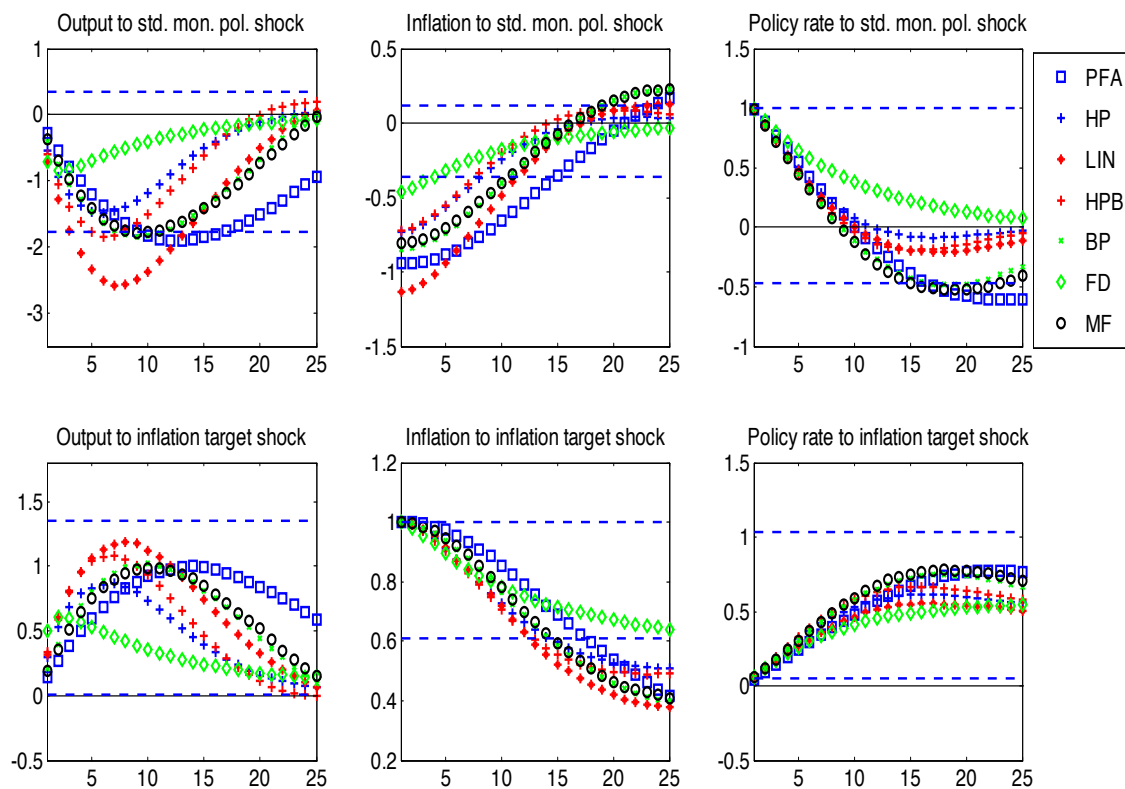 Output to std. mon. pol. shock
Inflation to std. mon. pol. shock
Policy rate to std. mon. pol. shock
1
0
-1
-2
-3
5 10 15 20 25
0.5
0
-0.5
-1
-1.5
5 10 15 20 25
1.5
1
0.5
0
-0.5
-1
5 10 15 20 25
PFA
HP
LIN
HPB
BP
FD
MF
Output to inflation target shock
Inflation to inflation target shock
Policy rate to inflation target shock
1.5
1
0.5
0
-0.5
5 10 15 20 25
1.2
1
0.8
0.6
0.4
0.2
5 10 15 20 25
1.5
1
0.5
0
-0.5
5 10 15 20 25